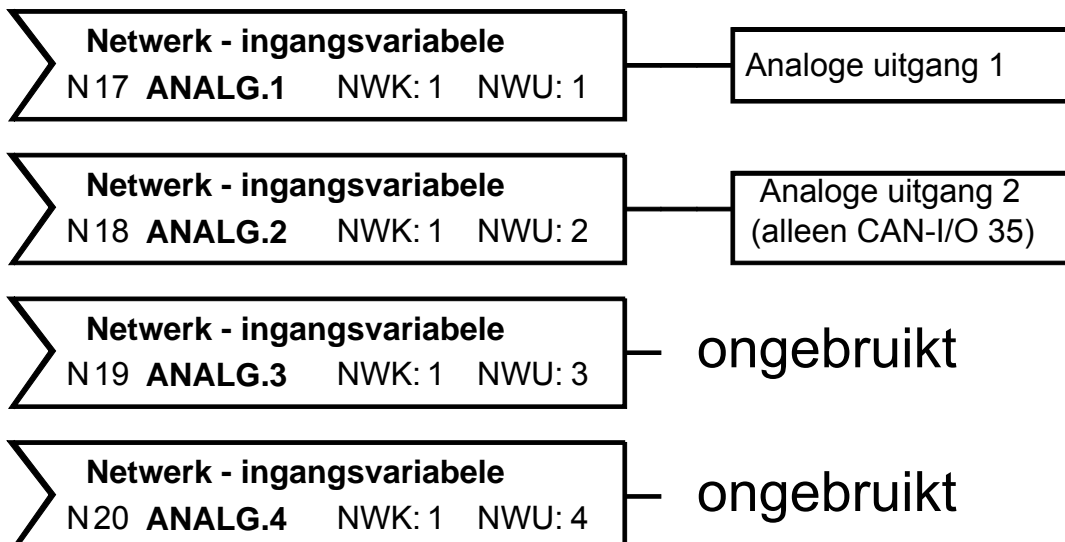 Netwerk - ingangsvariabele
N17 ANALG.1 NWK: 1 NWU: 1
Analoge uitgang 1
Netwerk - ingangsvariabele
N18 ANALG.2 NWK: 1 NWU: 2
Analoge uitgang 2
(alleen CAN-I/O 35)
Netwerk - ingangsvariabele
N19 ANALG.3 NWK: 1 NWU: 3
ongebruikt
Netwerk - ingangsvariabele
N20 ANALG.4 NWK: 1 NWU: 4
ongebruikt